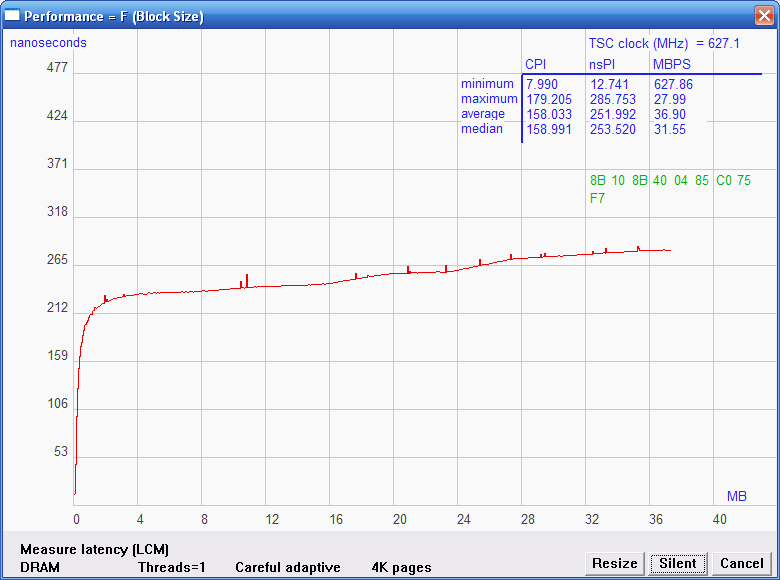 Performance = F (Block Size)
nanoseconds
TSC clock (MHz) = 627.1
CPI nsPI MBPS
minimum 7.990 12.741 627.86
maximum 179.205 285.753 27.99
average 158.033 251.992 36.90
median 158.991 253.520 31.55
8B 10 8B 40 04 85 C0 75
F7
477
424
371
318
265
212
159
106
53
MB
0 4 8 12 16 20 24 28 32 36 40
Measure latency (LCM)
DRAM Threads=1 Careful adaptive 4K pages
Resize Silent Cancel